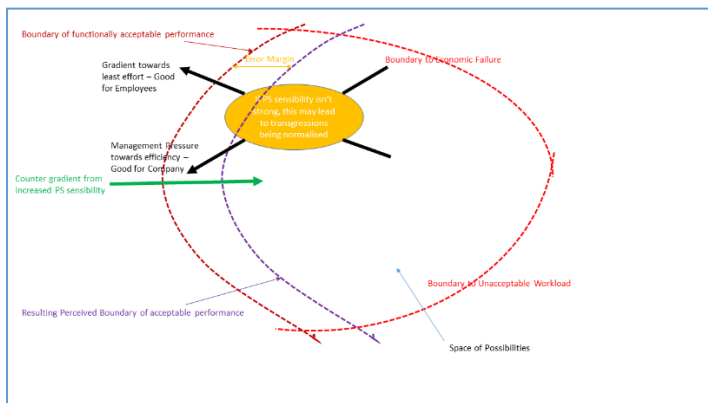 Boundary of functionally acceptable performance
Error Margin
Gradient towards
least effort – Good
for Employees
Boundary to Economic Failure
PS sensibility isn't
strong, this may lead
to transgressions
being normalised
Management Pressure
towards efficiency –
Good for Company
Counter gradient from
increased PS sensibility
Boundary to Unacceptable Workload
Resulting Perceived Boundary of acceptable performance
Space of Possibilities